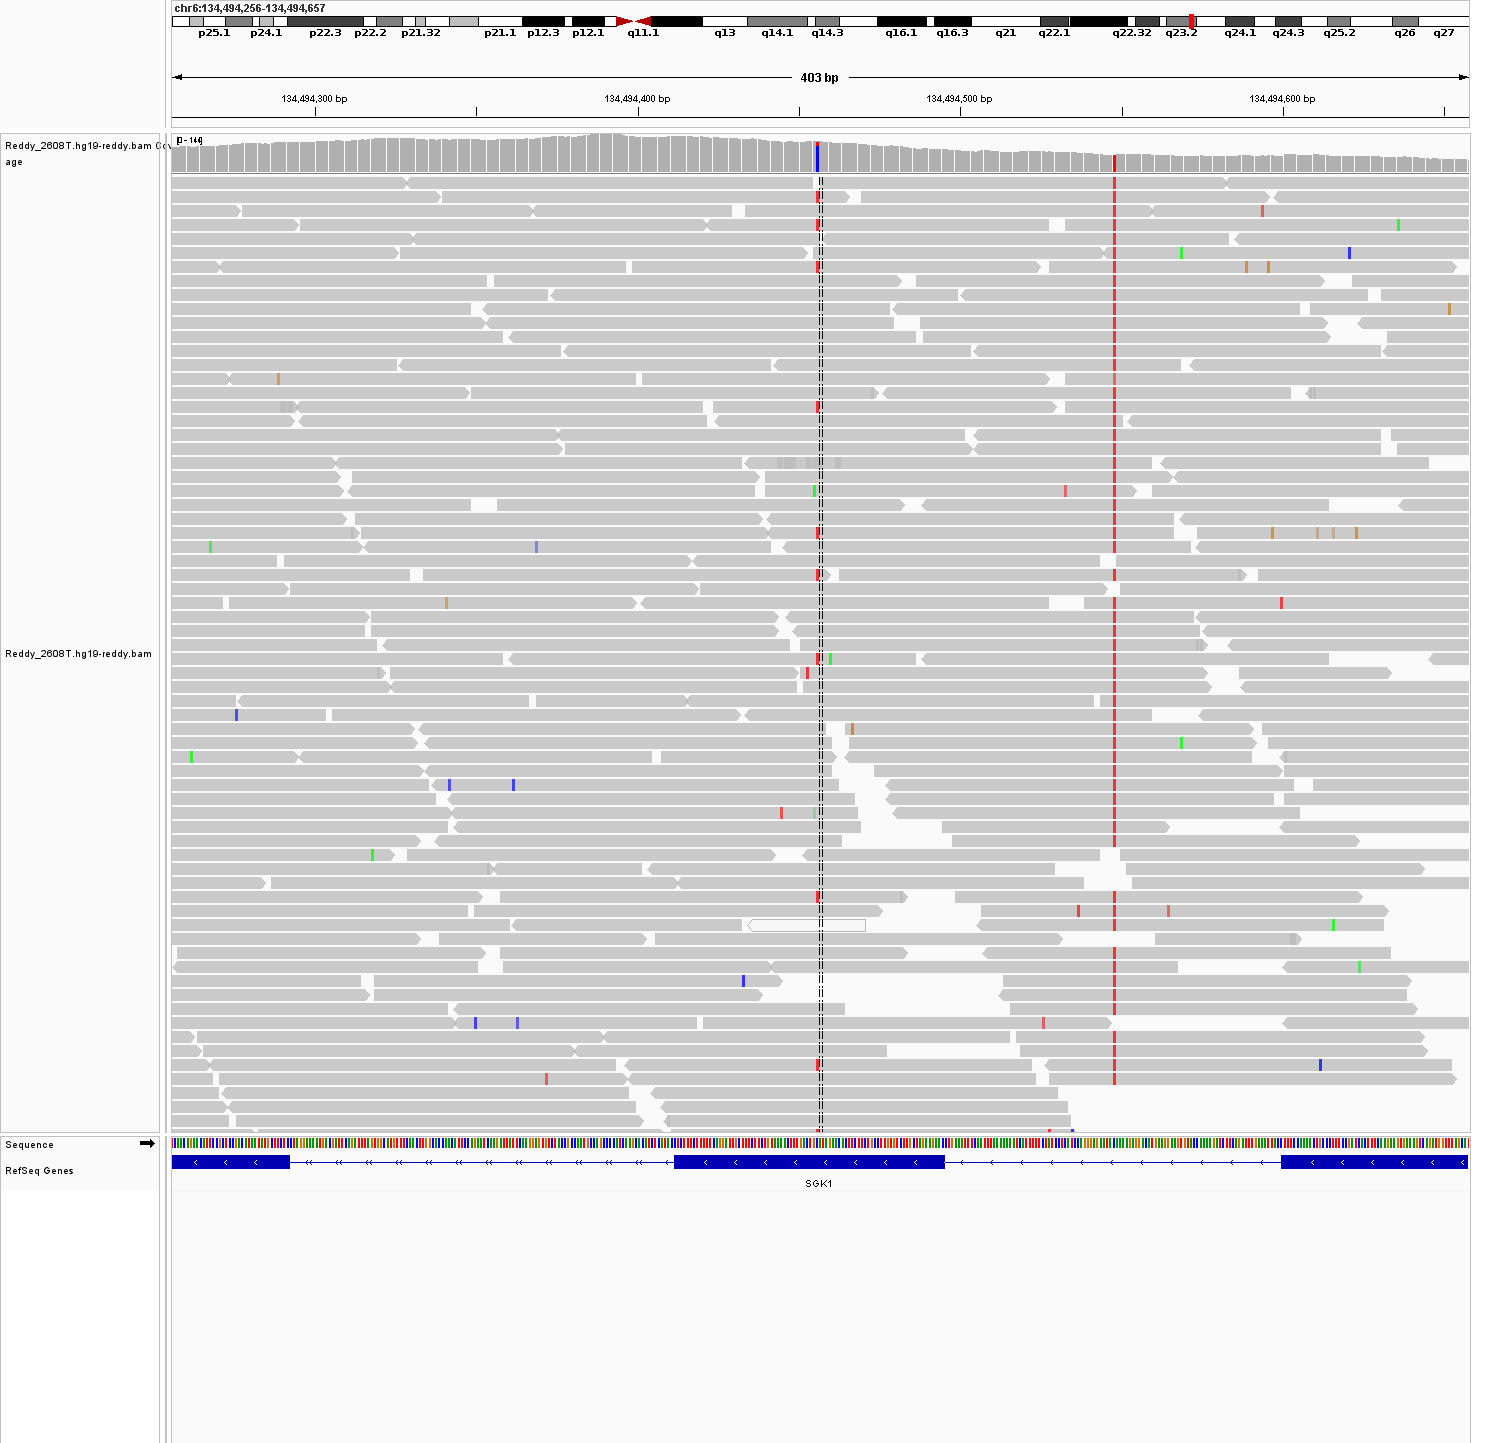 chr6:134,494,256-134,494,657
p25.1 p24.1 p22.3 p22.2 p21.32 p21.1 p12.3 p12.1 q11.1 q13 q14.1 q14.3 q16.1 q16.3 q21 q22.1 q22.32 q23.2 q24.1 q24.3 q25.2 q26 q27
403 bp
134,494,300 bp 134,494,400 bp 134,494,500 bp 134,494,600 bp
[0 - 144]
Reddy_2608T.hg19-reddy.bam Cov
age
Reddy_2608T.hg19-reddy.bam
Sequence
RefSeq Genes
SGK1